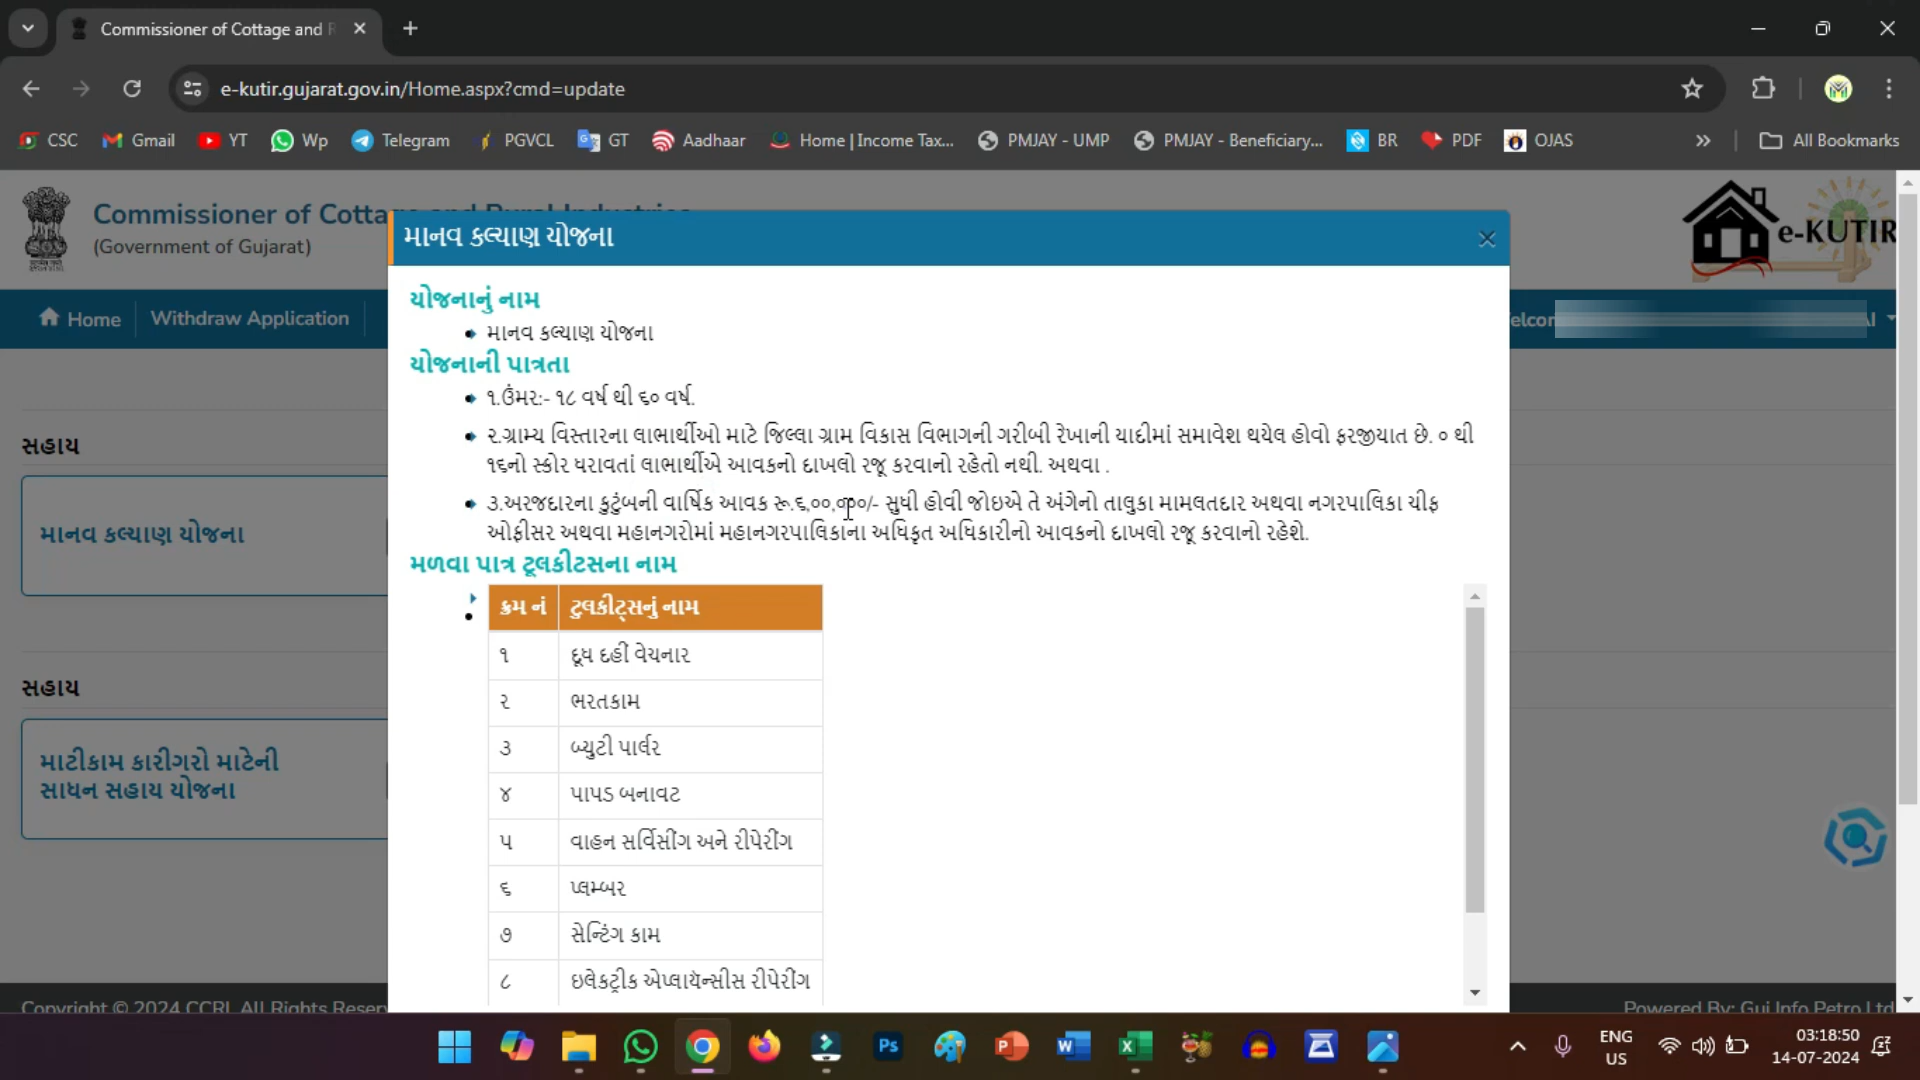 Commissioner of Cottage and R
e-kutir.gujarat.gov.in/Home.aspx?cmd=update
CSC Gmail YT Wp Telegram PGVCL GT Aadhaar Home | Income Tax... PMJAY - UMP PMJAY - Beneficiary... BR PDF OJAS » All Bookmarks
Commissioner of Cottage and Rural Industries
(Government of Gujarat)
e-KUTIR
Home Withdraw Application
elcom
AI
માનવ કલ્યાણ યોજના
યોજનાનું નામ
માનવ કલ્યાણ યોજના
યોજનાની પાત્રતા
૧.ઉંમર:- ૧૮ વર્ષ થી ૬૦ વર્ષ.
૨.ગ્રામ્ય વિસ્તારના લાભાર્થીઓ માટે જિલ્લા ગ્રામ વિકાસ વિભાગની ગરીબી રેખાની યાદીમાં સમાવેશ થયેલ હોવો ફરજીયાત છે. ૦ થી
૧૬નો સ્કોર ધરાવતાં લાભાર્થીએ આવકનો દાખલો રજૂ કરવાનો રહેતો નથી. અથવા .
૩.અરજદારના કુટુંબની વાર્ષિક આવક રૂ.૬,૦૦,૦૦૦/- સુધી હોવી જોઇએ તે અંગેનો તાલુકા મામલતદાર અથવા નગરપાલિકા ચીફ
ઓફીસર અથવા મહાનગરોમાં મહાનગરપાલિકાના અધિકૃત અધિકારીનો આવકનો દાખલો રજૂ કરવાનો રહેશે.
મળવા પાત્ર ટૂલકીટસના નામ
ક્રમ નં ટુલકીટ્સનું નામ
૧ દૂધ દહીં વેચનાર
૨ ભરતકામ
૩ બ્યુટી પાર્લર
૪ પાપડ બનાવટ
૫ વાહન સર્વિસીંગ અને રીપેરીંગ
૬ પ્લમ્બર
૭ સેન્ટિંગ કામ
૮ ઇલેકટ્રીક એપ્લાયૅન્સીસ રીપેરીંગ
સહાય
માનવ કલ્યાણ યોજના
સહાય
માટીકામ કારીગરો માટેની
સાધન સહાય યોજના
Copyright © 2024 CCRI, All Rights Reser
Powered By: Guj Info Petro Ltd
ENG
US
03:18:50
14-07-2024